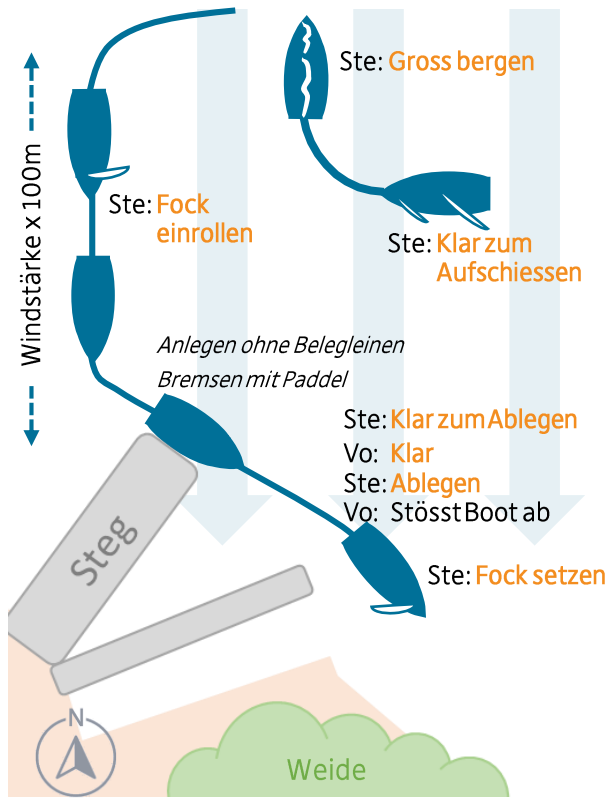 Ste: Gross bergen
Windstärke x 100m
Ste: Fock
einrollen
Ste: Klar zum
Aufschiessen
Anlegen ohne Belegleinen
Bremsen mit Paddel
Ste: Klar zum Ablegen
Vo: Klar
Ste: Ablegen
Vo: Stösst Boot ab
Steg
Ste: Fock setzen
N
Weide